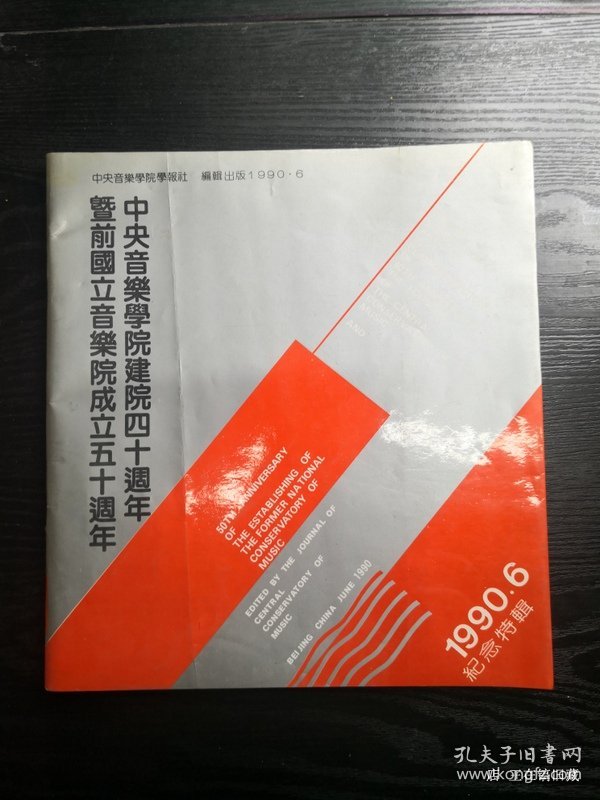 中央音樂學院學報社 編輯出版1990·6
中央音樂學院建院四十週年
暨前國立音樂院成立五十週年
AND
50TH ANNIVERSARY
OF
THE ESTABLISHING OF
THE FORMER NATIONAL
CONSERVATORY OF
MUSIC
EDITED BY THE JOURNAL OF
CENTRAL CONSERVATORY OF
MUSIC
BEIJING CHINA JUNE 1990
1990.6
紀念特輯
孔夫子旧书网
www.kongfz.com